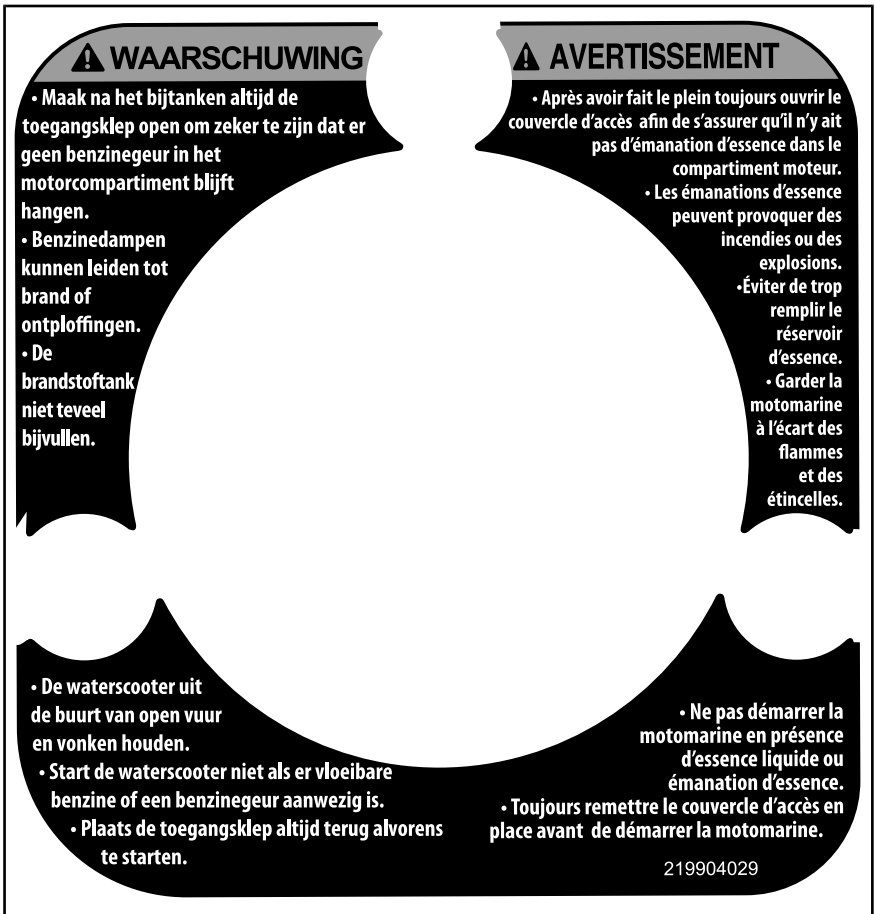 WAARSCHUWING
• Maak na het bijtanken altijd de
toegangsklep open om zeker te zijn dat er
geen benzinegeur in het
motorcompartiment blijft
hangen.
• Benzinedampen
kunnen leiden tot
brand of
ontploffingen.
• De
brandstoftank
niet teveel
bijvullen.
• De waterscooter uit
de buurt van open vuur
en vonken houden.
• Start de waterscooter niet als er vloeibare
benzine of een benzinegeur aanwezig is.
• Plaats de toegangsklep altijd terug alvorens
te starten.
AVERTISSEMENT
• Après avoir fait le plein toujours ouvrir le
couvercle d'accès afin de s'assurer qu'il n'y ait
pas d'émanation d'essence dans le
compartiment moteur.
• Les émanations d'essence
peuvent provoquer des
incendies ou des
explosions.
•Éviter de trop
remplir le
réservoir
d'essence.
• Garder la
motomarine
à l'écart des
flammes
et des
étincelles.
• Ne pas démarrer la
motomarine en présence
d'essence liquide ou
émanation d'essence.
• Toujours remettre le couvercle d'accès en
place avant de démarrer la motomarine.
219904029